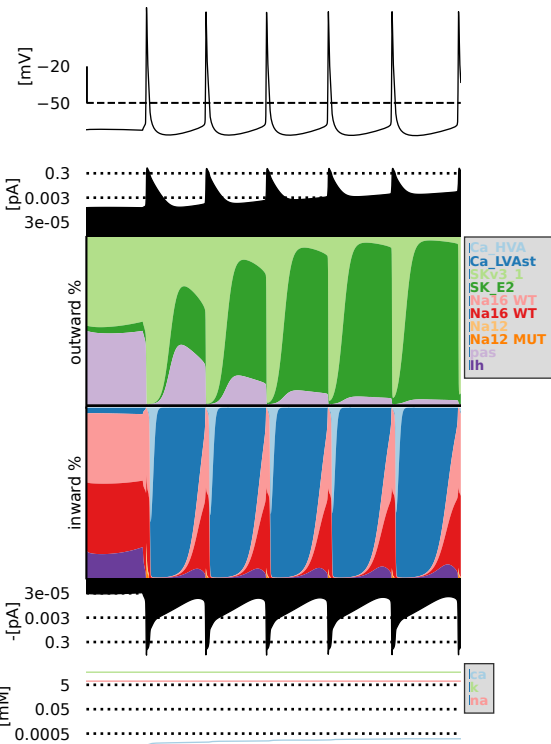 [mV]
−20
−50
[pA]
0.3
0.003
3e-05
outward %
Ca_HVA
Ca_LVAst
SKv3_1
SK_E2
Na16 WT
Na16 WT
Na12
Na12 MUT
pas
Ih
inward %
-[pA]
3e-05
0.003
0.3
[mM]
5
0.05
0.0005
ca
k
na